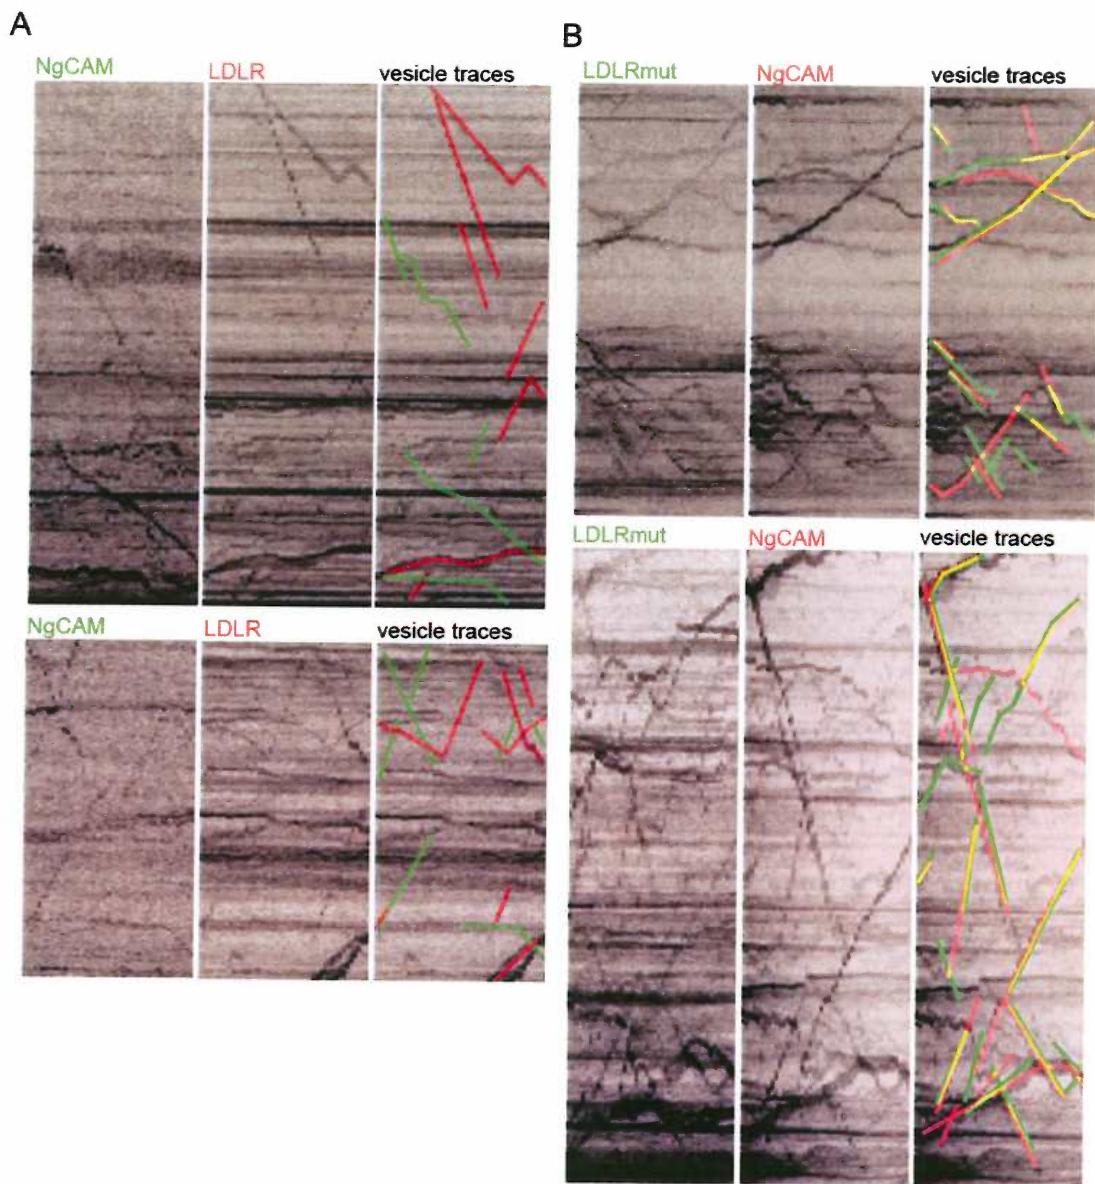 A
B
NgCAM LDLR vesicle traces
LDLRmut NgCAM vesicle traces
LDLRmut NgCAM vesicle traces
NgCAM LDLR vesicle traces